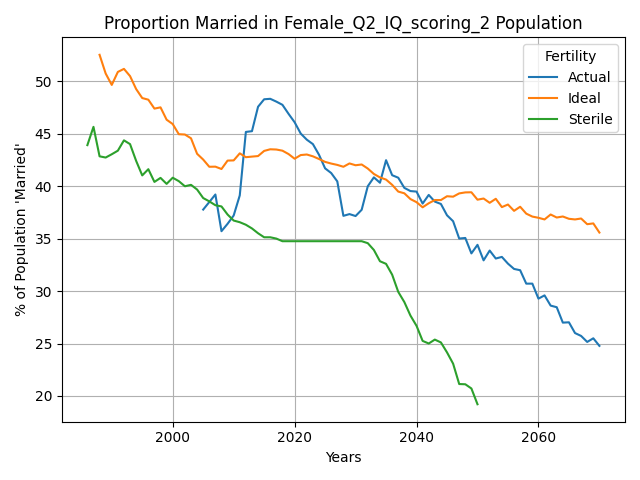 Proportion Married in Female_Q2_IQ_scoring_2 Population
Fertility
Actual
Ideal
Sterile
% of Population 'Married'
50
45
40
35
30
25
20
2000
2020
2040
2060
Years